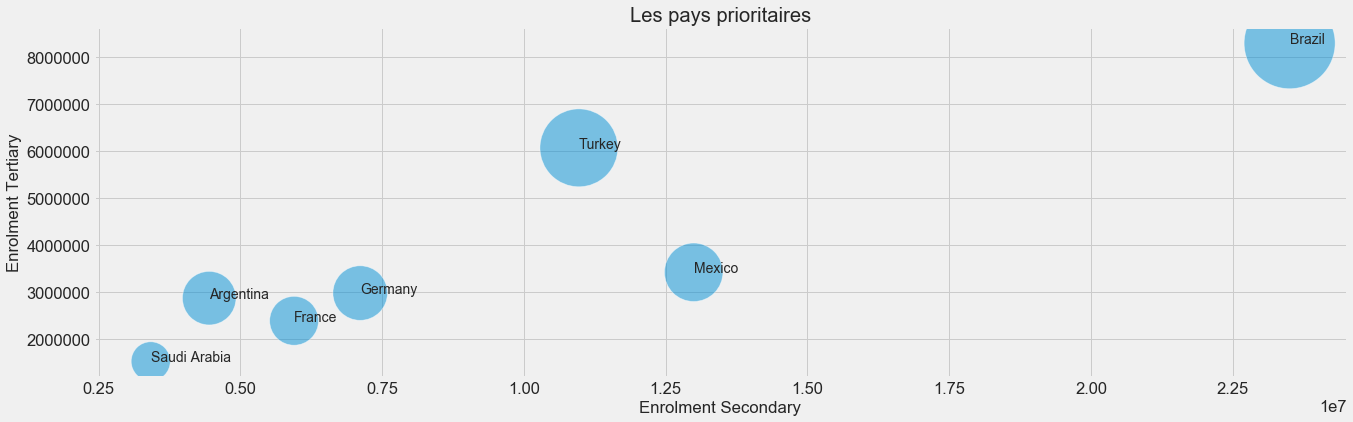 Les pays prioritaires
Enrolment Tertiary
8000000
7000000
6000000
5000000
4000000
3000000
2000000
Brazil
Turkey
Mexico
Germany
Argentina
France
Saudi Arabia
0.25 0.50 0.75 1.00 1.25 1.50 1.75 2.00 2.25
Enrolment Secondary
1e7